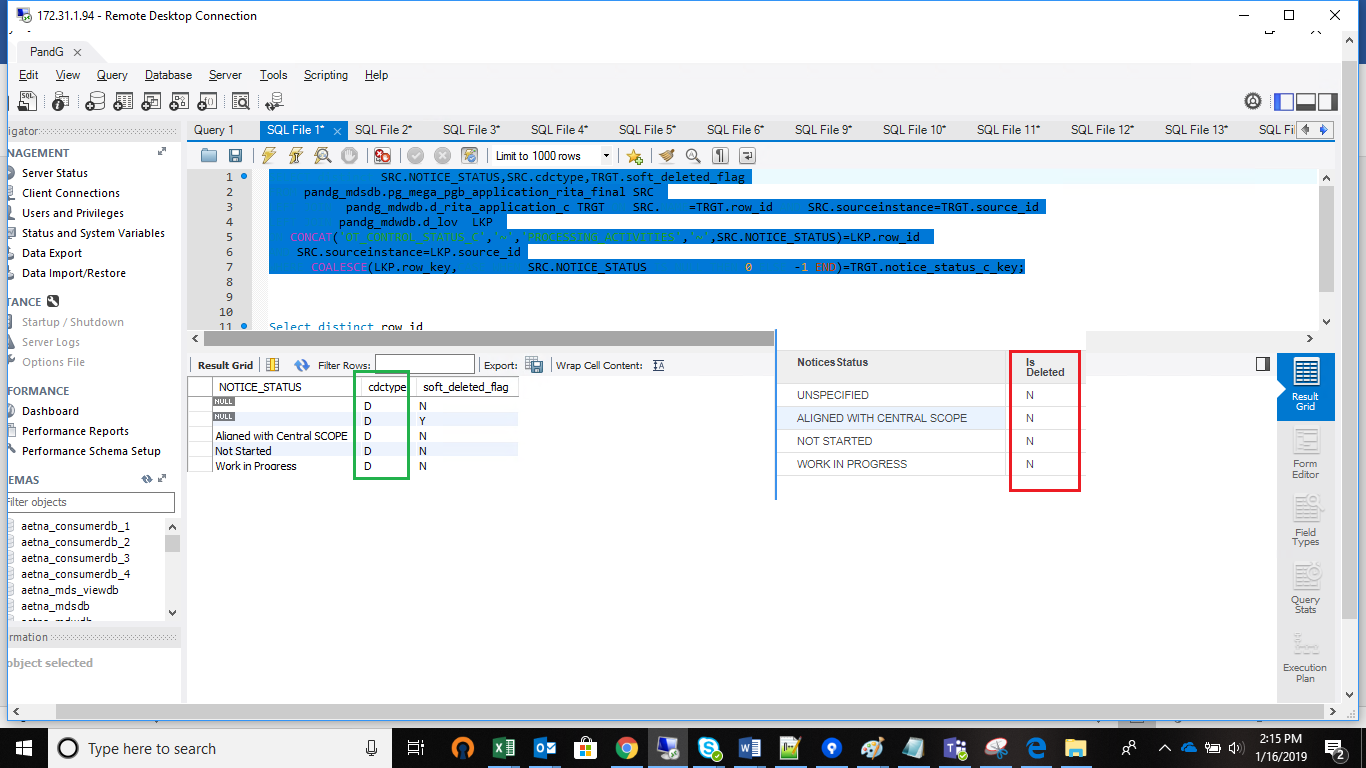 172.31.1.94 - Remote Desktop Connection
PandG
Edit View Query Database Server Tools Scripting Help
igator:
Query 1 SQL File 1* SQL File 2* SQL File 3* SQL File 4* SQL File 5* SQL File 6* SQL File 9* SQL File 10* SQL File 11* SQL File 12* SQL File 13* SQL Fi
NAGEMENT
Server Status
Client Connections
Users and Privileges
Status and System Variables
Data Export
Data Import/Restore
TANCE
Startup / Shutdown
Server Logs
Options File
FORMANCE
Dashboard
Performance Reports
Performance Schema Setup
EMAS
Filter objects
aetna_consumerdb_1
aetna_consumerdb_2
aetna_consumerdb_3
aetna_consumerdb_4
aetna_mds_viewdb
aetna_mdsdb
aetna_mdwdb
ormation
object selected
Limit to 1000 rows
1 SRC.NOTICE_STATUS,SRC.cdctype,TRGT.soft_deleted_flag
2 pandg_mdsdb.pg_mega_pgb_application_rita_final SRC
3 pandg_mdwdb.d_rita_application_c TRGT SRC. =TRGT.row_id SRC.sourceinstance=TRGT.source_id
4 pandg_mdwdb.d_lov LKP
5 CONCAT( ,SRC.NOTICE_STATUS)=LKP.row_id
6 SRC.sourceinstance=LKP.source_id
7 COALESCE(LKP.row_key, SRC.NOTICE_STATUS 0 -1 END)=TRGT.notice_status_c_key;
8
9
10
11 Select distinct row_id
Result Grid Filter Rows: Export: Wrap Cell Content:
NOTICE_STATUS cdctype soft_deleted_flag
NULL D N
NULL D Y
Aligned with Central SCOPE D N
Not Started D N
Work in Progress D N
Notices Status Is Deleted
UNSPECIFIED N
ALIGNED WITH CENTRAL SCOPE N
NOT STARTED N
WORK IN PROGRESS N
Result
Grid
Form
Editor
Field
Types
Query
Stats
Execution
Plan
Type here to search
2:15 PM
1/16/2019
2